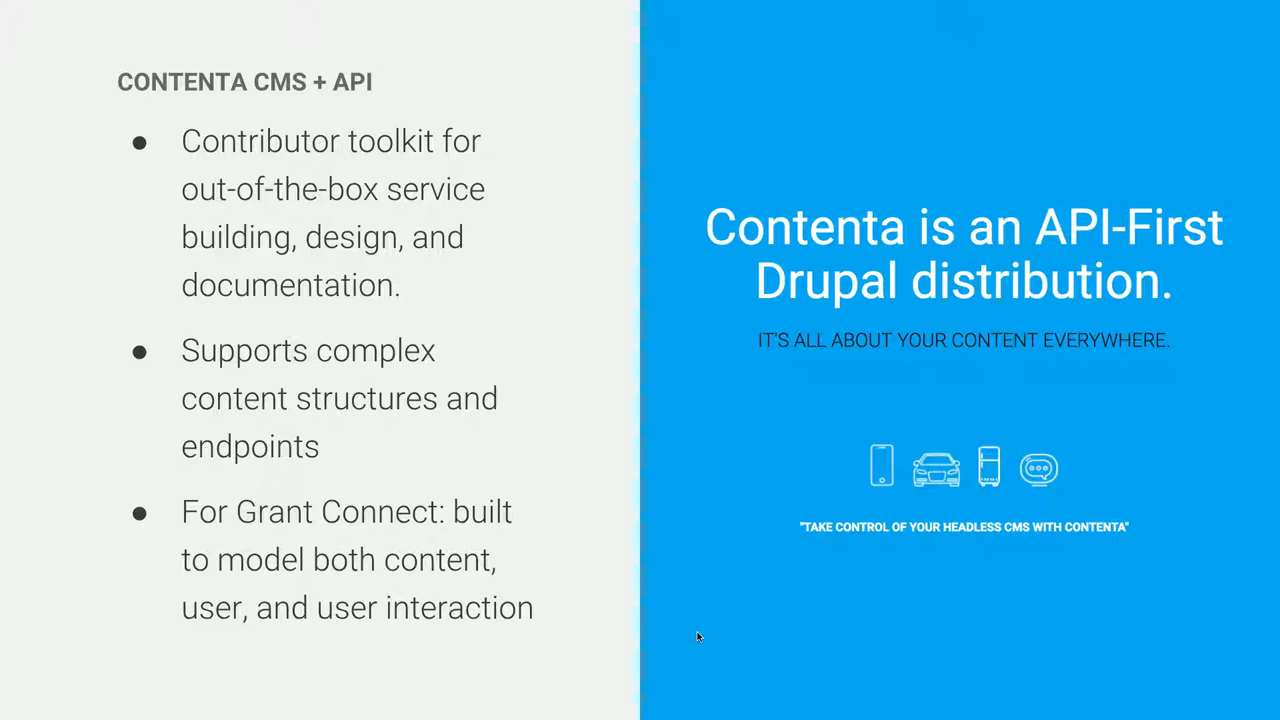 CONTENTA CMS + API
● Contributor toolkit for
out-of-the-box service
building, design, and
documentation.
● Supports complex
content structures and
endpoints
● For Grant Connect: built
to model both content,
user, and user interaction
Contenta is an API-First
Drupal distribution.
IT'S ALL ABOUT YOUR CONTENT EVERYWHERE.
"TAKE CONTROL OF YOUR HEADLESS CMS WITH CONTENTA"